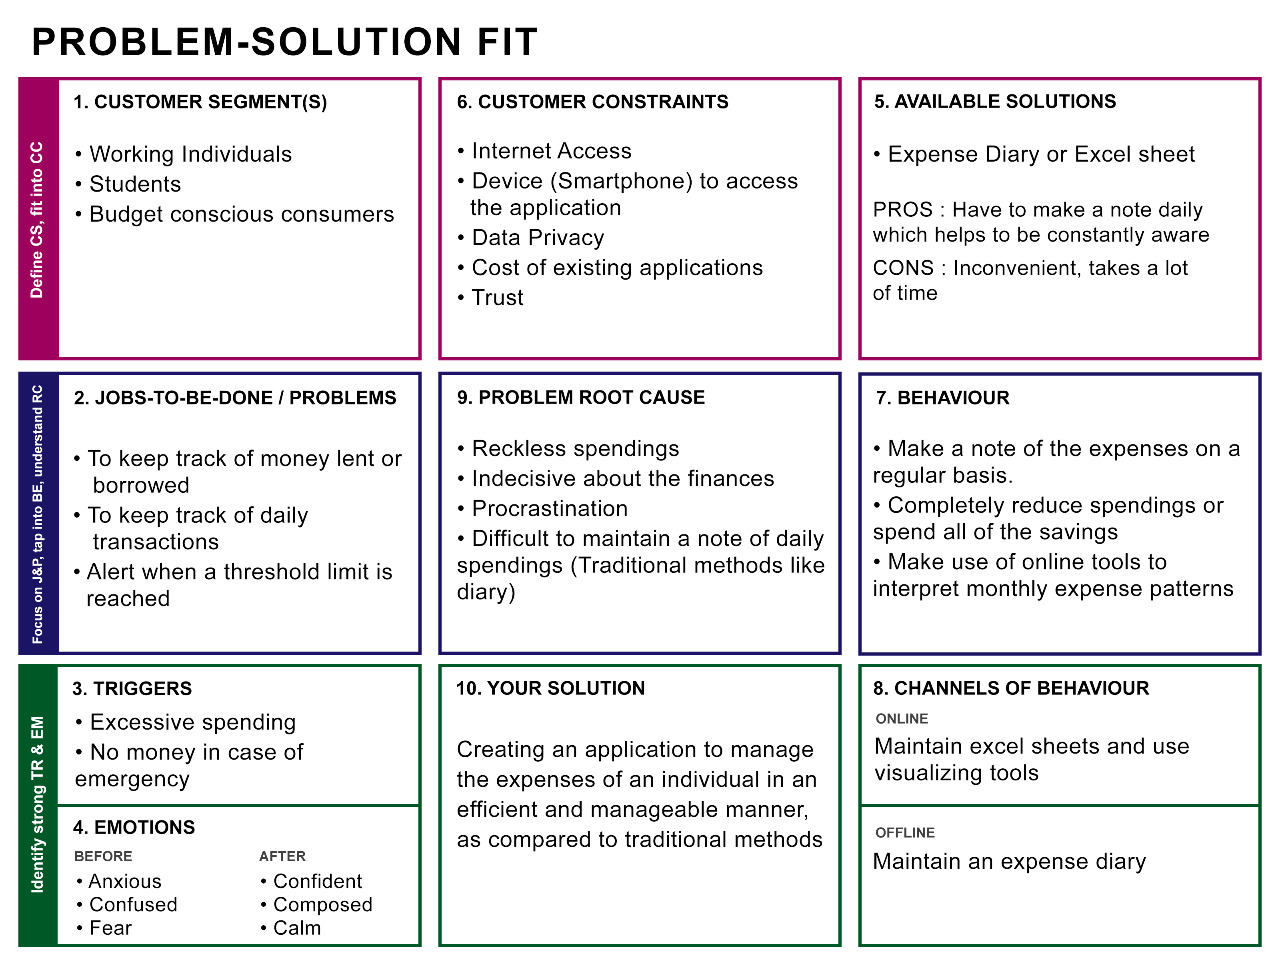 PROBLEM-SOLUTION FIT
Define CS, fit into CC
1. CUSTOMER SEGMENT(S)
• Working Individuals
• Students
• Budget conscious consumers
6. CUSTOMER CONSTRAINTS
• Internet Access
• Device (Smartphone) to access
the application
• Data Privacy
• Cost of existing applications
• Trust
5. AVAILABLE SOLUTIONS
• Expense Diary or Excel sheet
PROS : Have to make a note daily
which helps to be constantly aware
CONS : Inconvenient, takes a lot
of time
Focus on J&P, tap into BE, understand RC
2. JOBS-TO-BE-DONE / PROBLEMS
• To keep track of money lent or
borrowed
• To keep track of daily
transactions
• Alert when a threshold limit is
reached
9. PROBLEM ROOT CAUSE
• Reckless spendings
• Indecisive about the finances
• Procrastination
• Difficult to maintain a note of daily
spendings (Traditional methods like
diary)
7. BEHAVIOUR
• Make a note of the expenses on a
regular basis.
• Completely reduce spendings or
spend all of the savings
• Make use of online tools to
interpret monthly expense patterns
Identify strong TR & EM
3. TRIGGERS
• Excessive spending
• No money in case of
emergency
4. EMOTIONS
BEFORE
• Anxious
• Confused
• Fear
AFTER
• Confident
• Composed
• Calm
10. YOUR SOLUTION
Creating an application to manage
the expenses of an individual in an
efficient and manageable manner,
as compared to traditional methods
8. CHANNELS OF BEHAVIOUR
ONLINE
Maintain excel sheets and use
visualizing tools
OFFLINE
Maintain an expense diary